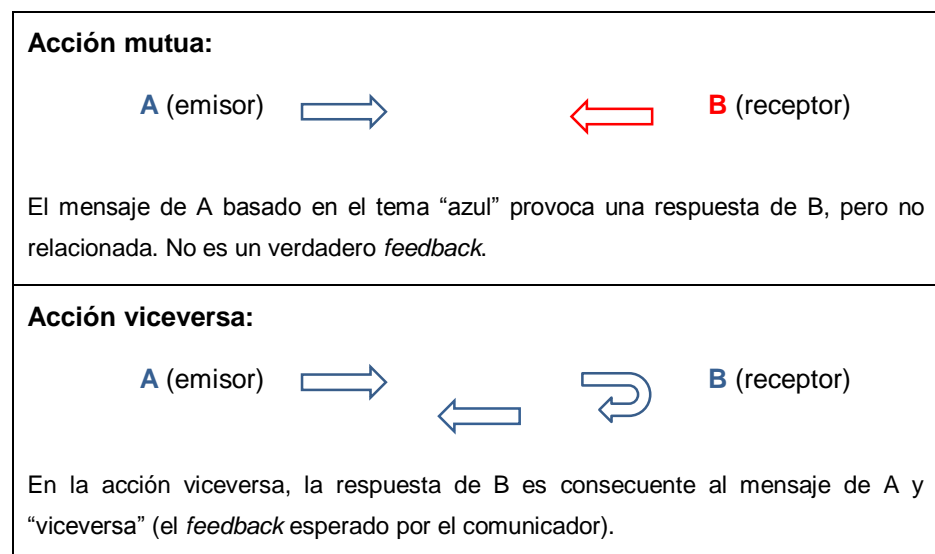 Acción mutua:
A (emisor) B (receptor)
El mensaje de A basado en el tema “azul” provoca una respuesta de B, pero no
relacionada. No es un verdadero feedback.
Acción viceversa:
A (emisor) B (receptor)
En la acción viceversa, la respuesta de B es consecuente al mensaje de A y
“viceversa” (el feedback esperado por el comunicador).